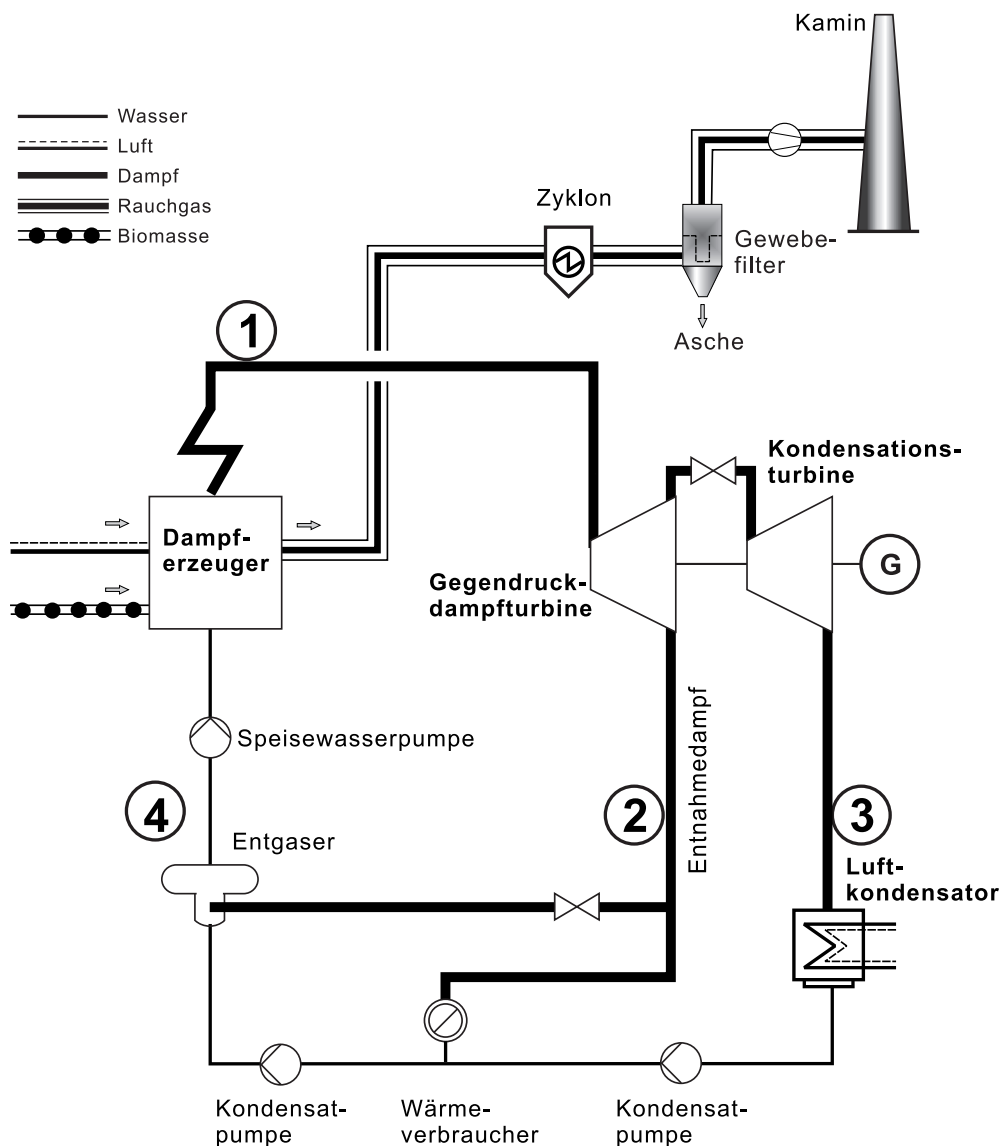 Kamin
Wasser
Luft
Dampf
Rauchgas
Biomasse
Zyklon
Gewebe-
filter
Asche
1
Kondensations-
turbine
Dampf-
erzeuger
Gegendruck-
dampfturbine
G
Entnahmedampf
Speisewasserpumpe
4
2
3
Entgaser
Luft-
kondensator
Kondensat-
pumpe
Wärme-
verbraucher
Kondensat-
pumpe